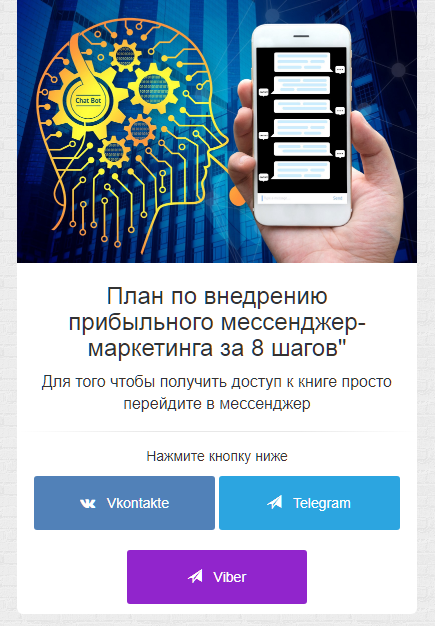 Chat Bot
План по внедрению
прибыльного мессенджер-
маркетинга за 8 шагов"
Для того чтобы получить доступ к книге просто
перейдите в мессенджер
Нажмите кнопку ниже
Vkontakte
Telegram
Viber